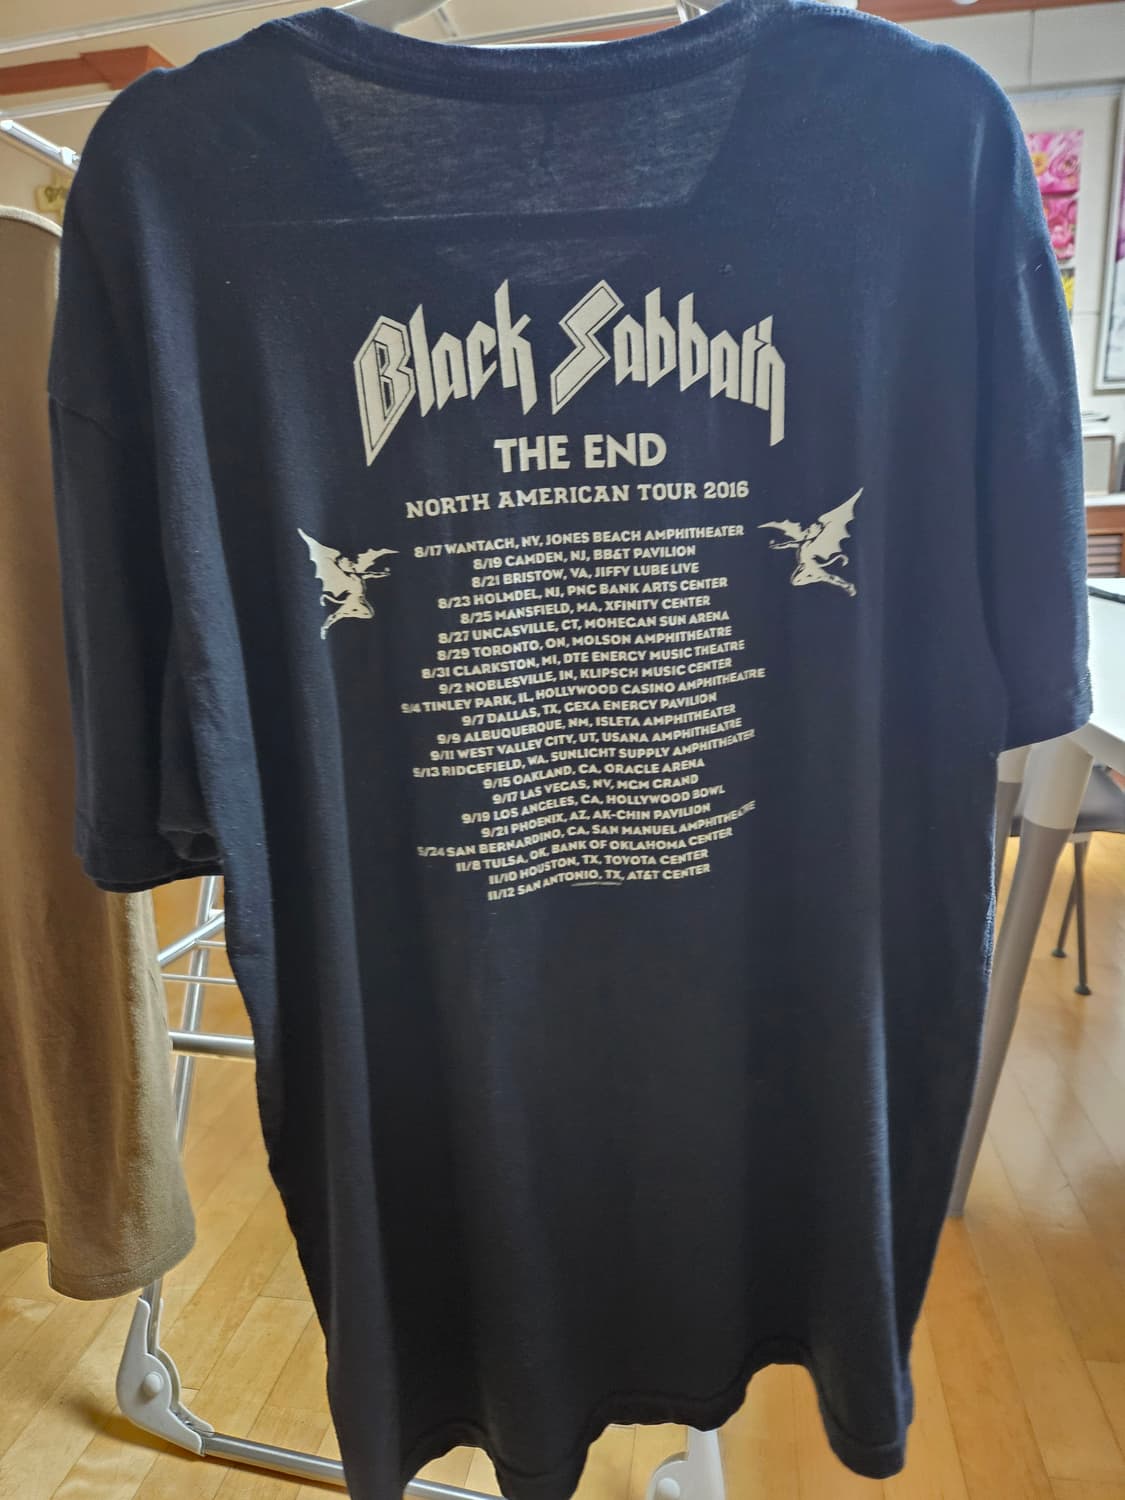 Black Sabbath
THE END
NORTH AMERICAN TOUR 2016
8/17 WANTAGH, NY, JONES BEACH AMPHITHEATER
8/19 CAMDEN, NJ, BB&T PAVILION
8/21 BRISTOW, VA, JIFFY LUBE LIVE
8/23 HOLMDEL, NJ, PNC BANK ARTS CENTER
8/25 MANSFIELD, MA, XFINITY CENTER
8/27 UNCASVILLE, CT, MOHEGAN SUN ARENA
8/29 TORONTO, ON, MOLSON AMPHITHEATRE
8/31 CLARKSTON, MI, DTE ENERGY MUSIC THEATRE
9/2 NOBLESVILLE, IN, KLIPSCH MUSIC CENTER
9/4 TINLEY PARK, IL, HOLLYWOOD CASINO AMPHITHEATRE
9/7 DALLAS, TX, GEXA ENERGY PAVILION
9/9 ALBUQUERQUE, NM, ISLETA AMPHITHEATER
9/11 WEST VALLEY CITY, UT, USANA AMPHITHEATRE
9/13 RIDGEFIELD, WA, SUNLIGHT SUPPLY AMPHITHEATER
9/15 OAKLAND, CA, ORACLE ARENA
9/17 LAS VEGAS, NV, MGM GRAND
9/19 LOS ANGELES, CA, HOLLYWOOD BOWL
9/21 PHOENIX, AZ, AK-CHIN PAVILION
9/24 SAN BERNARDINO, CA, SAN MANUEL AMPHITHEATRE
11/8 TULSA, OK, BANK OF OKLAHOMA CENTER
11/10 HOUSTON, TX, TOYOTA CENTER
11/12 SAN ANTONIO, TX, AT&T CENTER